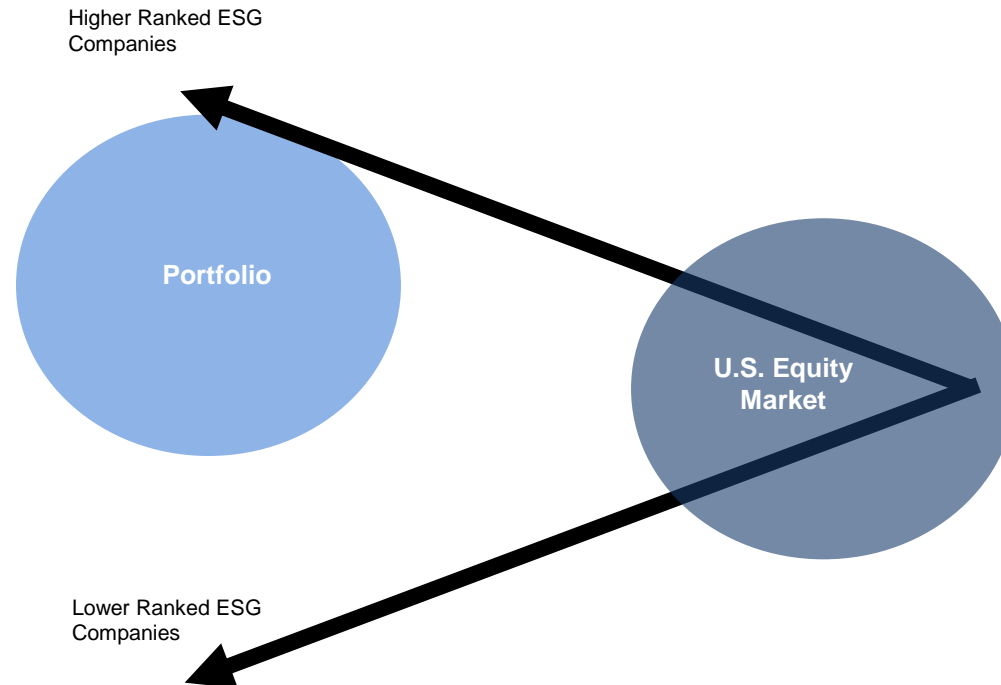 Higher Ranked ESG
Companies
Portfolio
U.S. Equity
Market
Lower Ranked ESG
Companies